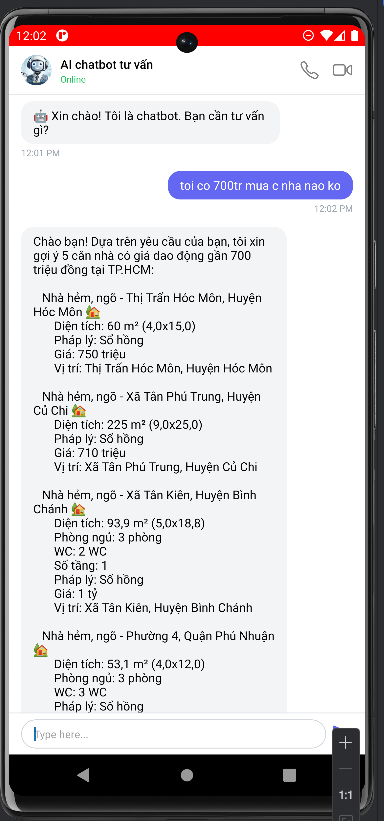 12:02
AI chatbot tư vấn
Online
🤖 Xin chào! Tôi là chatbot. Bạn cần tư vấn
gì?
12:01 PM
toi co 700tr mua c nha nao ko
12:02 PM
Chào bạn! Dựa trên yêu cầu của bạn, tôi xin
gợi ý 5 căn nhà có giá dao động gần 700
triệu đồng tại TP.HCM:
Nhà hẻm, ngõ - Thị Trấn Hóc Môn, Huyện
Hóc Môn 🏡
Diện tích: 60 m² (4,0x15,0)
Pháp lý: Sổ hồng
Giá: 750 triệu
Vị trí: Thị Trấn Hóc Môn, Huyện Hóc Môn
Nhà hẻm, ngõ - Xã Tân Phú Trung, Huyện
Củ Chi 🏡
Diện tích: 225 m² (9,0x25,0)
Pháp lý: Sổ hồng
Giá: 710 triệu
Vị trí: Xã Tân Phú Trung, Huyện Củ Chi
Nhà hẻm, ngõ - Xã Tân Kiên, Huyện Bình
Chánh 🏡
Diện tích: 93,9 m² (5,0x18,8)
Phòng ngủ: 3 phòng
WC: 2 WC
Số tầng: 1
Pháp lý: Sổ hồng
Giá: 1 tỷ
Vị trí: Xã Tân Kiên, Huyện Bình Chánh
Nhà hẻm, ngõ - Phường 4, Quận Phú Nhuận
🏡
Diện tích: 53,1 m² (4,0x12,0)
Phòng ngủ: 3 phòng
WC: 3 WC
Pháp lý: Sổ hồng
Type here...
1:1